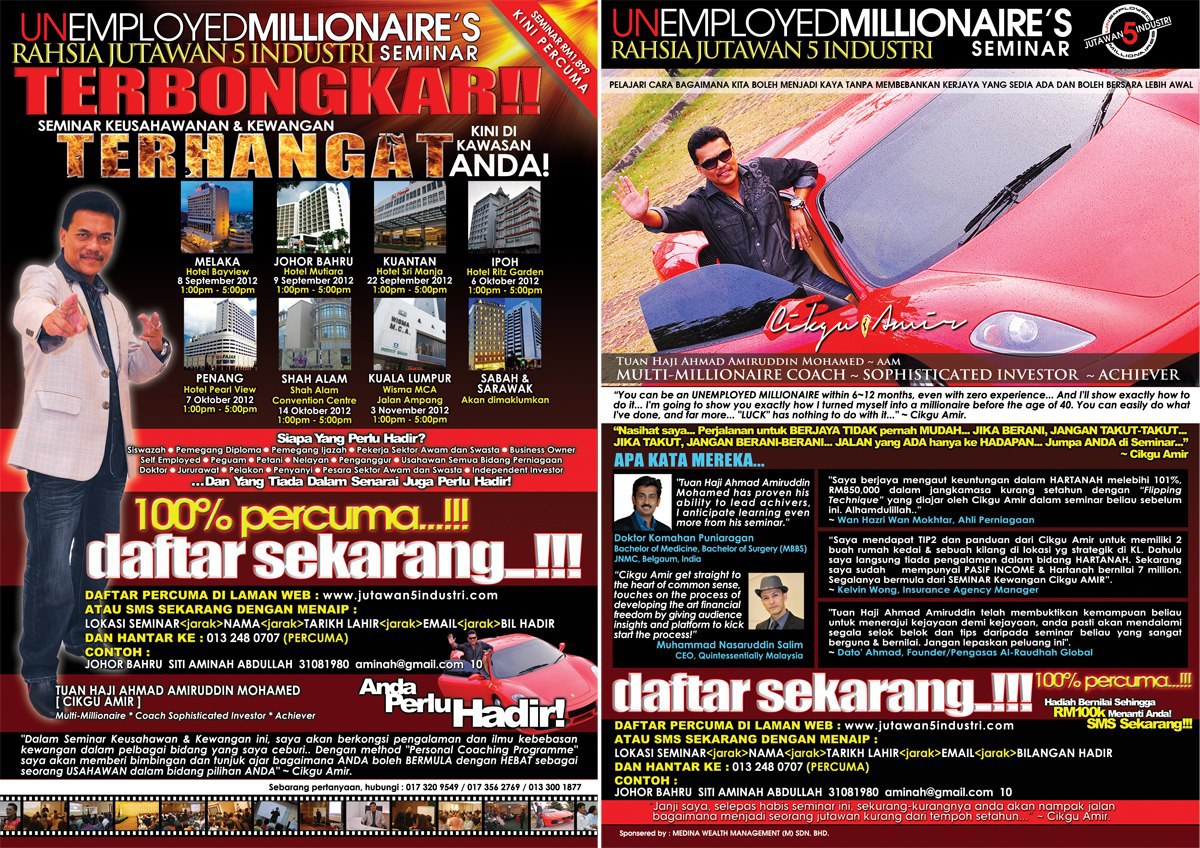 UNEMPLOYEDMILLIONAIRE'S
RAHSIA JUTAWAN 5 INDUSTRI SEMINAR
SEMINAR RM1,899
KINI PERCUMA
TERBONGKAR!!
SEMINAR KEUSAHAWANAN & KEWANGAN
TERHANGAT
KINI DI
KAWASAN
ANDA!
MELAKA
Hotel Bayview
8 September 2012
1:00pm - 5:00pm
JOHOR BAHRU
Hotel Mutiara
9 September 2012
1:00pm - 5:00pm
KUANTAN
Hotel Sri Manja
22 September 2012
1:00pm - 5:00pm
IPOH
Hotel Ritz Garden
6 Oktober 2012
1:00pm - 5:00pm
WISMA
M.C.A.
PENANG
Hotel Pearl View
7 Oktober 2012
1:00pm - 5:00pm
SHAH ALAM
Shah Alam
Convention Centre
14 Oktober 2012
1:00pm - 5:00pm
KUALA LUMPUR
Wisma MCA
Jalan Ampang
3 November 2012
1:00pm - 5:00pm
SABAH &
SARAWAK
Akan dimaklumkan
Siapa Yang Perlu Hadir?
Siswazah • Pemegang Diploma • Pemegang Ijazah • Pekerja Sektor Awam dan Swasta • Business Owner
Self Employed • Peguam • Petani • Nelayan • Penganggur • Usahawan Semua Bidang Perniagaan
Doktor • Jururawat • Pelakon • Penyanyi • Pesara Sektor Awam dan Swasta • Independent Investor
...Dan Yang Tiada Dalam Senarai Juga Perlu Hadir!
100% percuma...!!!
daftar sekarang...!!!
DAFTAR PERCUMA DI LAMAN WEB : www.jutawan5industri.com
ATAU SMS SEKARANG DENGAN MENAIP :
LOKASI SEMINAR<jarak>NAMA<jarak>TARIKH LAHIR<jarak>EMAIL<jarak>BIL HADIR
DAN HANTAR KE : 013 248 0707 (PERCUMA)
CONTOH :
JOHOR BAHRU SITI AMINAH ABDULLAH 31081980 aminah@gmail.com 10
TUAN HAJI AHMAD AMIRUDDIN MOHAMED
[ CIKGU AMIR ]
Multi-Millionaire * Coach Sophisticated Investor * Achiever
Anda
Perlu Hadir!
"Dalam Seminar Keusahawan & Kewangan ini, saya akan berkongsi pengalaman dan ilmu kebebasan
kewangan dalam pelbagai bidang yang saya ceburi.. Dengan method "Personal Coaching Programme"
saya akan memberi bimbingan dan tunjuk ajar bagaimana ANDA boleh BERMULA dengan HEBAT sebagai
seorang USAHAWAN dalam bidang pilihan ANDA" ~ Cikgu Amir.
Sebarang pertanyaan, hubungi : 017 320 9549 / 017 356 2769 / 013 300 1877
UNEMPLOYEDMILLIONAIRE'S
RAHSIA JUTAWAN 5 INDUSTRI SEMINAR
UNEMPLOYED
JUTAWAN 5 INDUSTRI
MILLIONAIRE
PELAJARI CARA BAGAIMANA KITA BOLEH MENJADI KAYA TANPA MEMBEBANKAN KERJAYA YANG SEDIA ADA DAN BOLEH BERSARA LEBIH AWAL
Cikgu Amir
TUAN HAJI AHMAD AMIRUDDIN MOHAMED ~ AAM
MULTI-MILLIONAIRE COACH ~ SOPHISTICATED INVESTOR ~ ACHIEVER
"You can be an UNEMPLOYED MILLIONAIRE within 6~12 months, even with zero experience... And I'll show exactly how to
do it... I'm going to show you exactly how I turned myself into a millionaire before the age of 40. You can easily do what
I've done, and far more... "LUCK" has nothing to do with it..." ~ Cikgu Amir.
"Nasihat saya... Perjalanan untuk BERJAYA TIDAK pernah MUDAH... JIKA BERANI, JANGAN TAKUT-TAKUT...
JIKA TAKUT, JANGAN BERANI-BERANI... JALAN yang ADA hanya ke HADAPAN... Jumpa ANDA di Seminar..."
~ Cikgu Amir
APA KATA MEREKA...
"Tuan Haji Ahmad Amiruddin
Mohamed has proven his
ability to lead achivers,
I anticipate learning even
more from his seminar."
Doktor Komahan Puniaragan
Bachelor of Medicine, Bachelor of Surgery (MBBS)
JNMC, Belgaum, India
"Cikgu Amir get straight to
the heart of common sense,
touches on the process of
developing the art financial
freedom by giving audience
insights and platform to kick
start the process!"
Muhammad Nasaruddin Salim
CEO, Quintessentially Malaysia
"Saya berjaya mengaut keuntungan dalam HARTANAH melebihi 101%,
RM850,000 dalam jangkamasa kurang setahun dengan "Flipping
Technique" yang diajar oleh Cikgu Amir dalam seminar beliau sebelum
ini. Alhamdulillah.."
~ Wan Hazri Wan Mokhtar, Ahli Perniagaan
"Saya mendapat TIP2 dan panduan dari Cikgu Amir untuk memiliki 2
buah rumah kedai & sebuah kilang di lokasi yg strategik di KL. Dahulu
saya langsung tiada pengalaman dalam bidang HARTANAH. Sekarang
saya sudah mempunyai PASIF INCOME & Hartanah bernilai 7 million.
Segalanya bermula dari SEMINAR Kewangan Cikgu AMIR".
~ Kelvin Wong, Insurance Agency Manager
"Tuan Haji Ahmad Amiruddin telah membuktikan kemampuan beliau
untuk menerajui kejayaan demi kejayaan, anda pasti akan mendalami
segala selok belok dan tips daripada seminar beliau yang sangat
berguna & bernilai. Jangan lepaskan peluang ini".
~ Dato' Ahmad, Founder/Pengasas Al-Raudhah Global
daftar sekarang...!!!
100% percuma...!!!
Hadiah Bernilai Sehingga
RM100k Menanti Anda!
SMS Sekarang!!!
DAFTAR PERCUMA DI LAMAN WEB : www.jutawan5industri.com
ATAU SMS SEKARANG DENGAN MENAIP :
LOKASI SEMINAR<jarak>NAMA<jarak>TARIKH LAHIR<jarak>EMAIL<jarak>BILANGAN HADIR
DAN HANTAR KE : 013 248 0707 (PERCUMA)
CONTOH :
JOHOR BAHRU SITI AMINAH ABDULLAH 31081980 aminah@gmail.com 10
"Janji saya, selepas habis seminar ini, sekurang-kurangnya anda akan nampak jalan
bagaimana menjadi seorang jutawan kurang dari tempoh setahun..." ~ Cikgu Amir.
Sponsered by : MEDINA WEALTH MANAGEMENT (M) SDN. BHD.